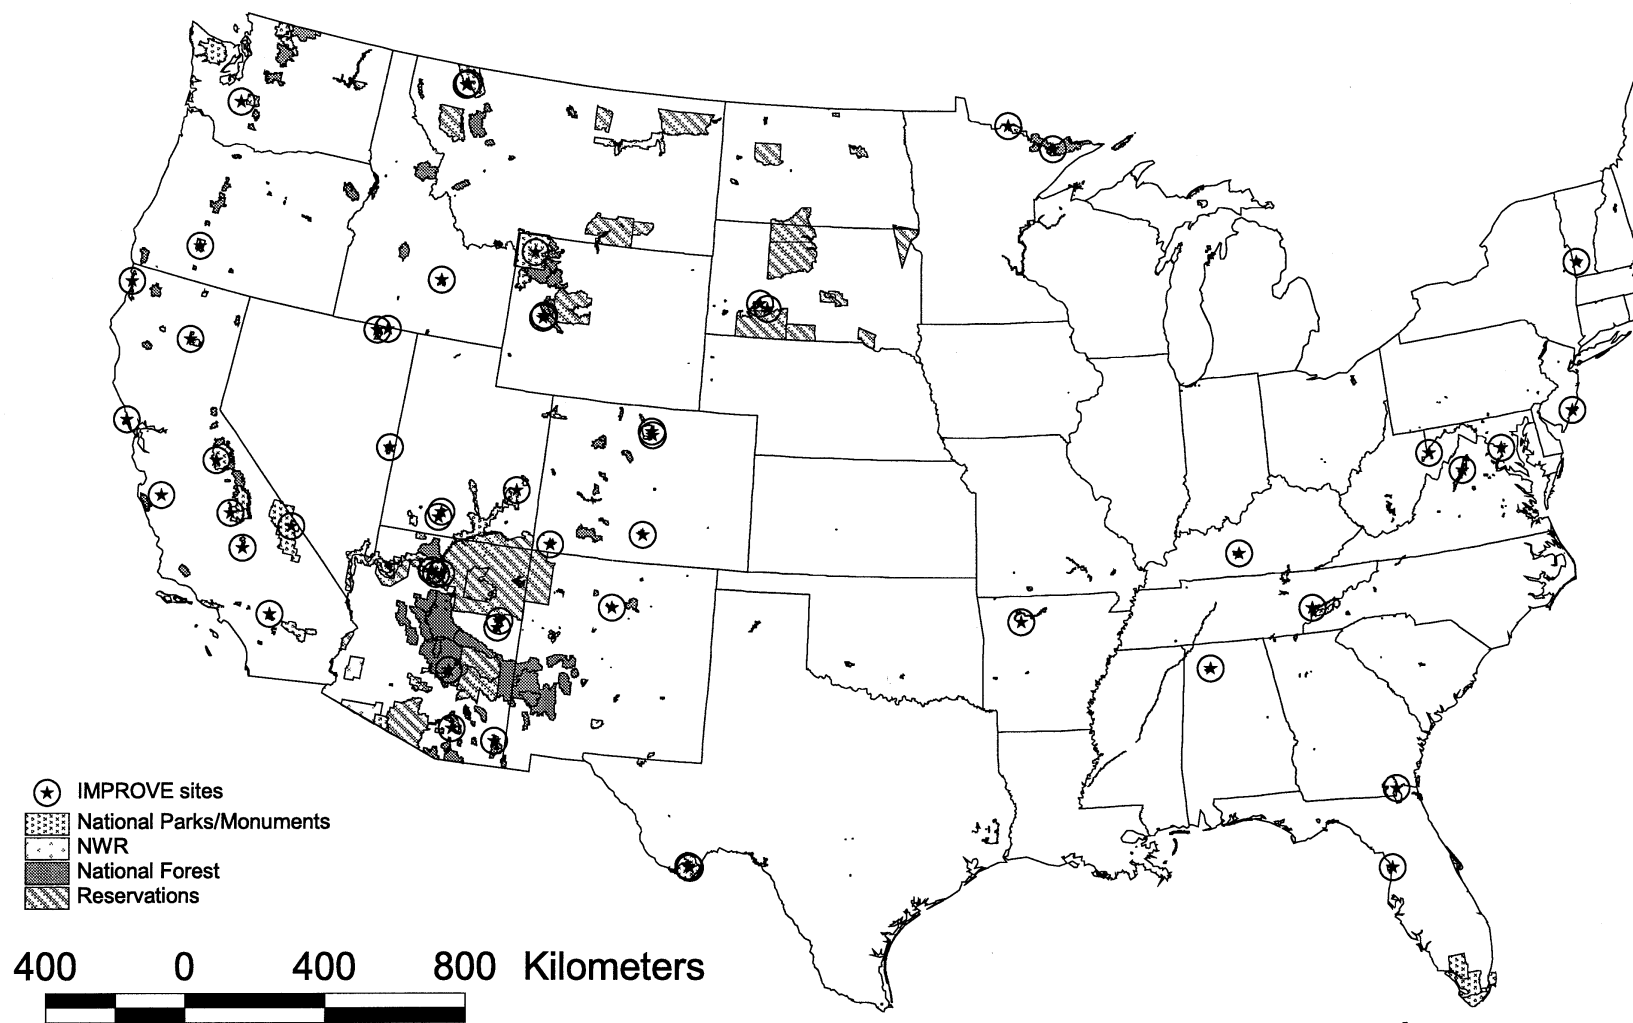 IMPROVE sites
National Parks/Monuments
NWR
National Forest
Reservations
400 0 400 800 Kilometers